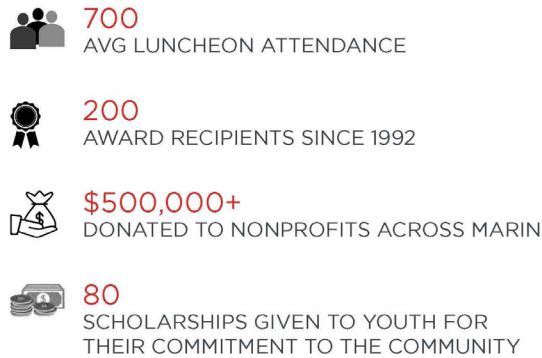 700
AVG LUNCHEON ATTENDANCE
200
AWARD RECIPIENTS SINCE 1992
$500,000+
DONATED TO NONPROFITS ACROSS MARIN
80
SCHOLARSHIPS GIVEN TO YOUTH FOR
THEIR COMMITMENT TO THE COMMUNITY